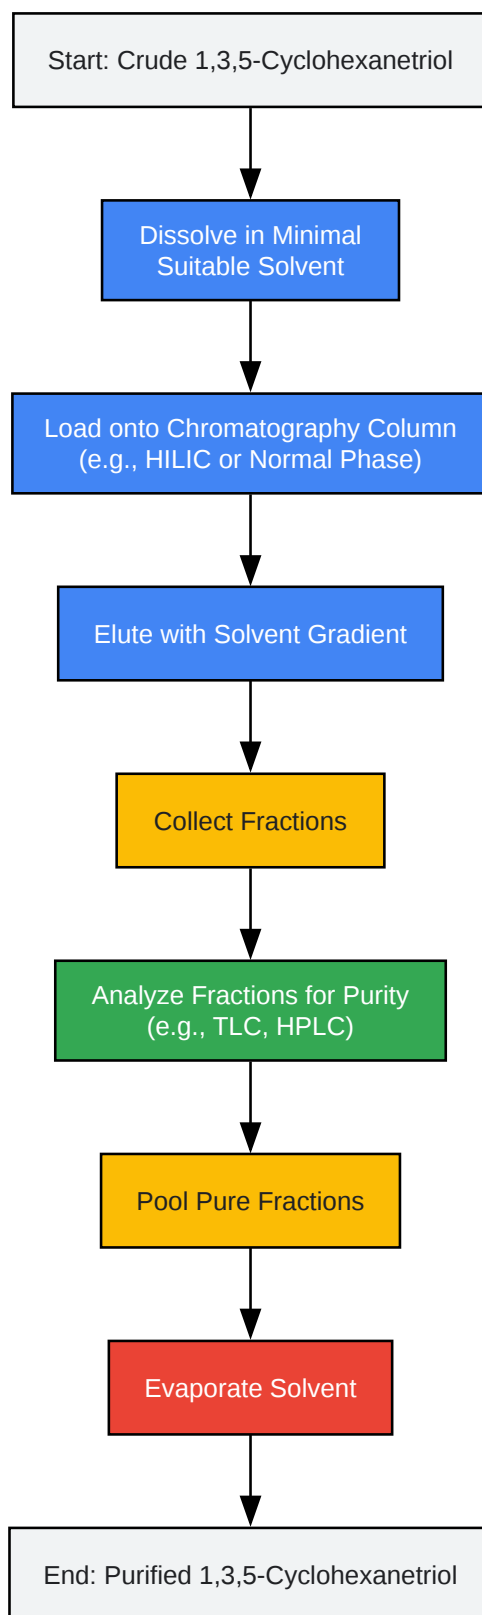 Start: Crude 1,3,5-Cyclohexanetriol
Dissolve in Minimal
Suitable Solvent
Load onto Chromatography Column
(e.g., HILIC or Normal Phase)
Elute with Solvent Gradient
Collect Fractions
Analyze Fractions for Purity
(e.g., TLC, HPLC)
Pool Pure Fractions
Evaporate Solvent
End: Purified 1,3,5-Cyclohexanetriol